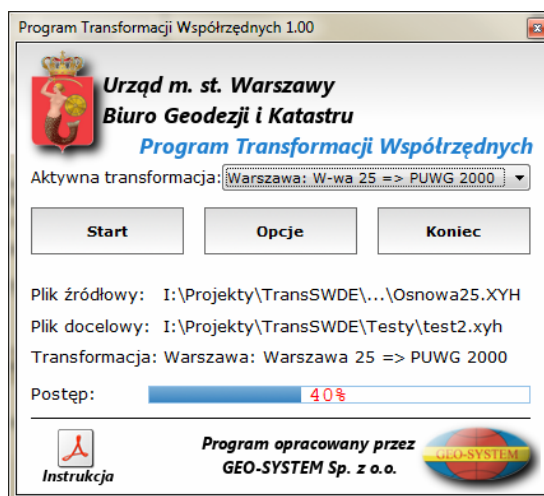 Program Transformacji Współrzędnych 1.00
Urząd m. st. Warszawy
Biuro Geodezji i Katastru
Program Transformacji Współrzędnych
Aktywna transformacja: Warszawa: W-wa 25 => PUWG 2000
Start Opcje Koniec
Plik źródłowy: I:\Projekty\TransSWDE\...\Osnowa25.XYH
Plik docelowy: I:\Projekty\TransSWDE\Testy\test2.xyh
Transformacja: Warszawa: Warszawa 25 => PUWG 2000
Postęp: 40%
Instrukcja
Program opracowany przez
GEO-SYSTEM Sp. z o.o.
GEO-SYSTEM